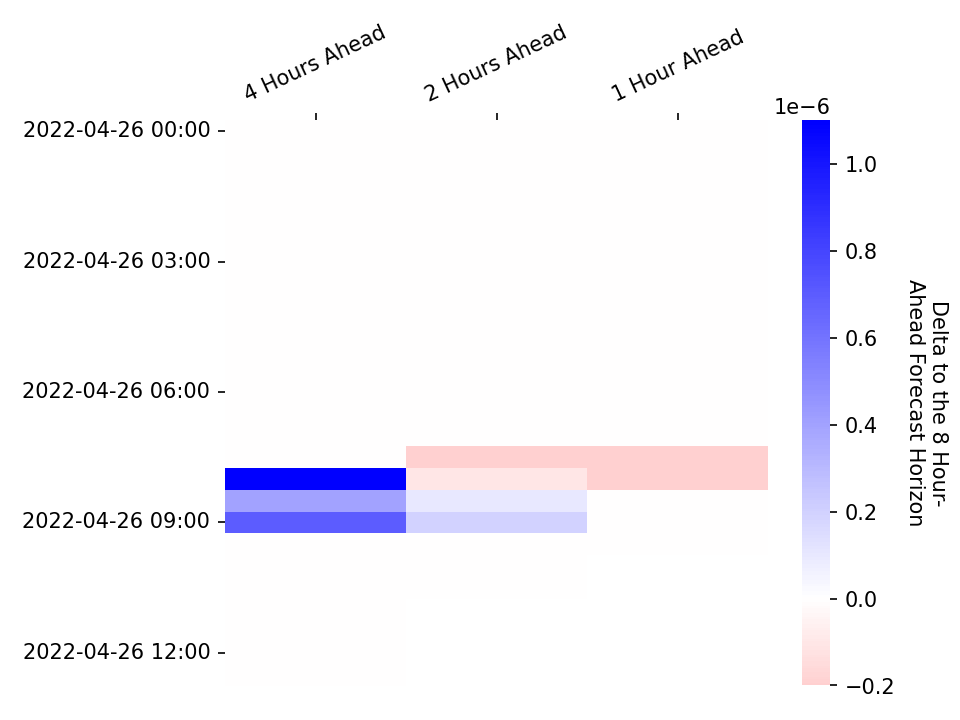 4 Hours Ahead
2 Hours Ahead
1 Hour Ahead
1e−6
2022-04-26 00:00
2022-04-26 03:00
2022-04-26 06:00
2022-04-26 09:00
2022-04-26 12:00
1.0
0.8
0.6
0.4
0.2
0.0
−0.2
Delta to the 8 Hour-
Ahead Forecast Horizon